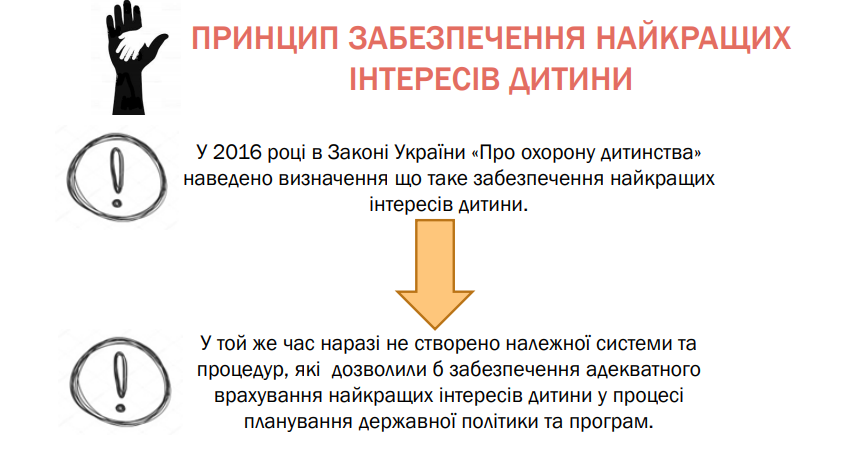 ПРИНЦИП ЗАБЕЗПЕЧЕННЯ НАЙКРАЩИХ
ІНТЕРЕСІВ ДИТИНИ
У 2016 році в Законі України «Про охорону дитинства»
наведено визначення що таке забезпечення найкращих
інтересів дитини.
У той же час наразі не створено належної системи та
процедур, які дозволили б забезпечення адекватного
врахування найкращих інтересів дитини у процесі
планування державної політики та програм.